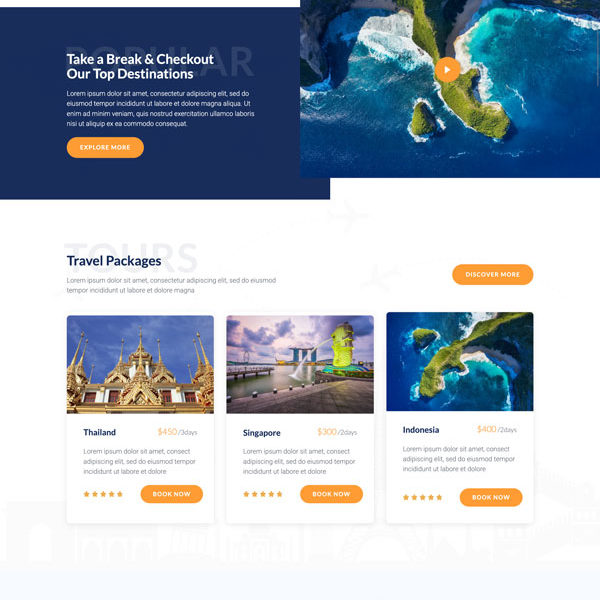 POPULAR
Take a Break & Checkout
Our Top Destinations
Lorem ipsum dolor sit amet, consectetur adipiscing elit, sed do
eiusmod tempor incididunt ut labore et dolore magna aliqua. Ut
enim ad minim veniam, quis nostrud exercitation ullamco laboris
nisi ut aliquip ex ea commodo consequat.
EXPLORE MORE
TOURS
Travel Packages
Lorem ipsum dolor sit amet, consectetur adipiscing elit, sed do eiusmod
tempor incididunt ut labore et dolore magna
DISCOVER MORE
Thailand $450 /3days
Lorem ipsum dolor sit amet, consect
adipiscing elit, sed do eiusmod tempor
incididunt ut labore et dolore
BOOK NOW
Singapore $300 /2days
Lorem ipsum dolor sit amet, consect
adipiscing elit, sed do eiusmod tempor
incididunt ut labore et dolore
BOOK NOW
Indonesia $400 /2days
Lorem ipsum dolor sit amet, consect
adipiscing elit, sed do eiusmod tempor
incididunt ut labore et dolore
BOOK NOW